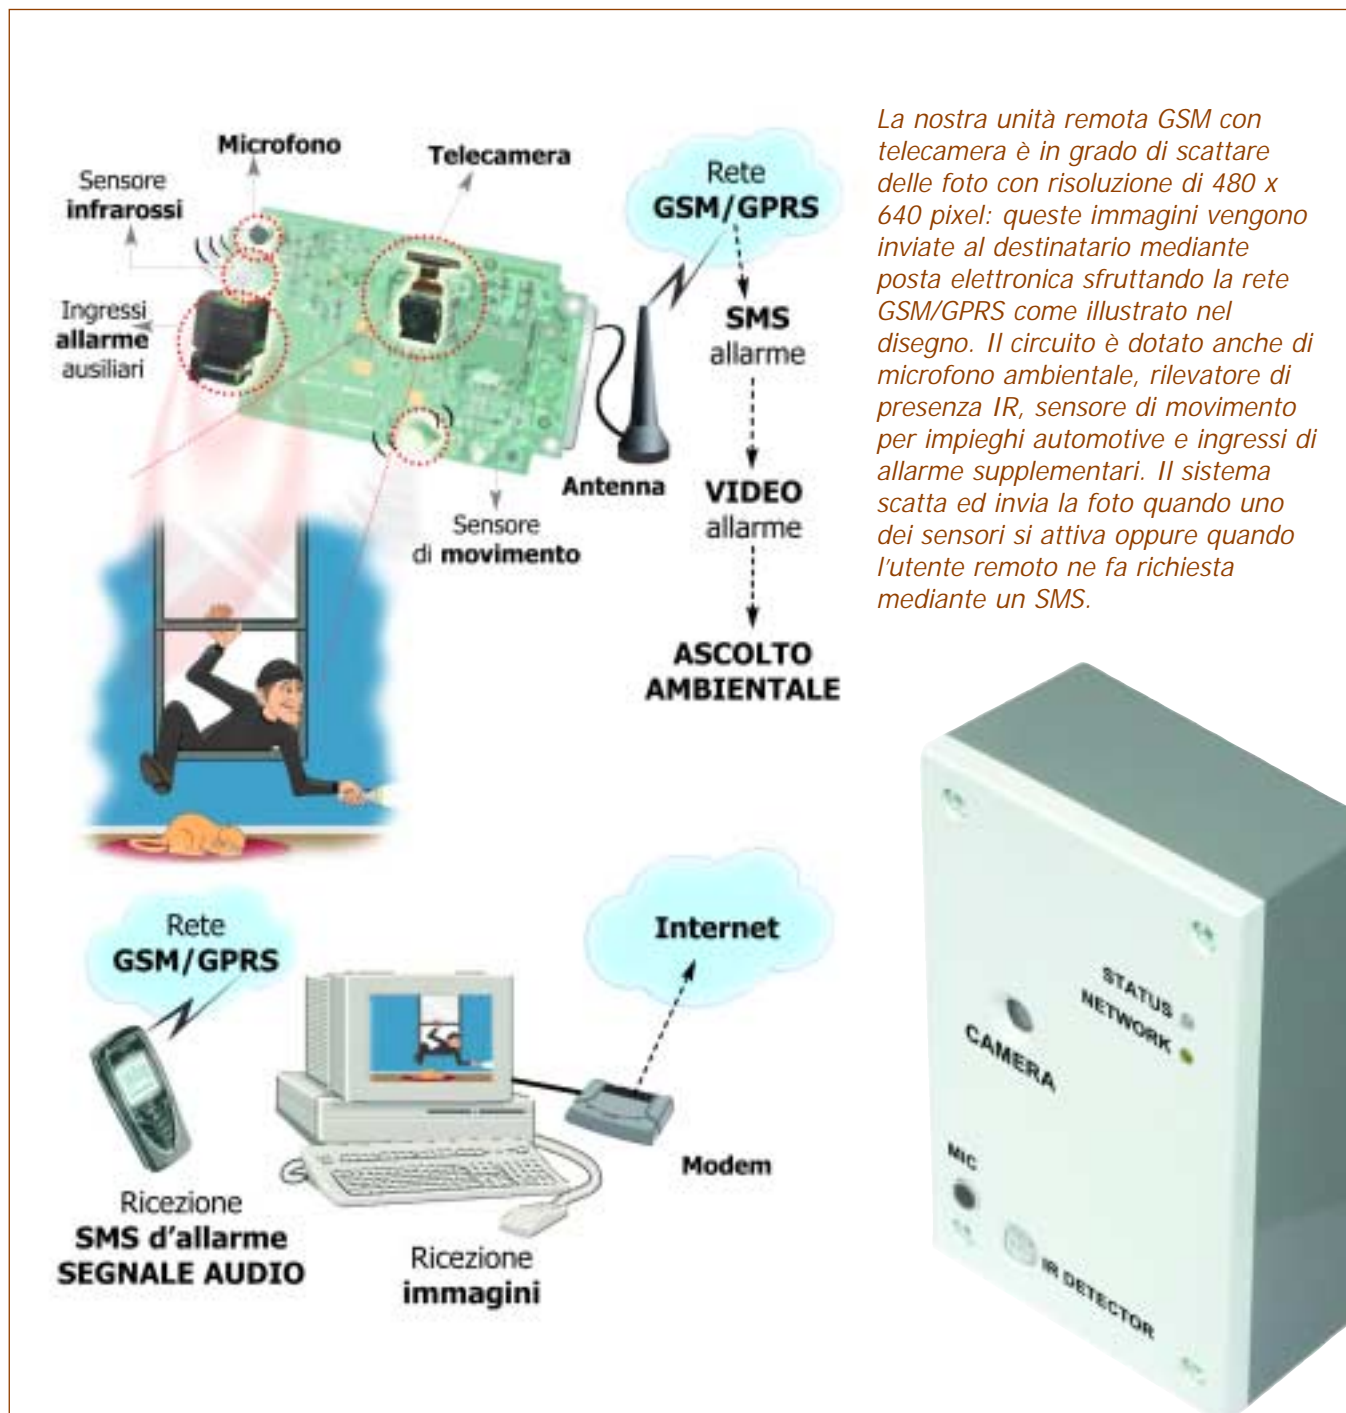 Microfono
Telecamera
Sensore
infrarossi
Ingressi
allarme
ausiliari
Sensore
di movimento
Antenna
Rete
GSM/GPRS
SMS
allarme
VIDEO
allarme
ASCOLTO
AMBIENTALE
La nostra unità remota GSM con
telecamera è in grado di scattare
delle foto con risoluzione di 480 x
640 pixel: queste immagini vengono
inviate al destinatario mediante
posta elettronica sfruttando la rete
GSM/GPRS come illustrato nel
disegno. Il circuito è dotato anche di
microfono ambientale, rilevatore di
presenza IR, sensore di movimento
per impieghi automotive e ingressi di
allarme supplementari. Il sistema
scatta ed invia la foto quando uno
dei sensori si attiva oppure quando
l'utente remoto ne fa richiesta
mediante un SMS.
Rete
GSM/GPRS
Internet
Modem
Ricezione
SMS d'allarme
SEGNALE AUDIO
Ricezione
immagini
STATUS
NETWORK
CAMERA
MIC
IR DETECTOR